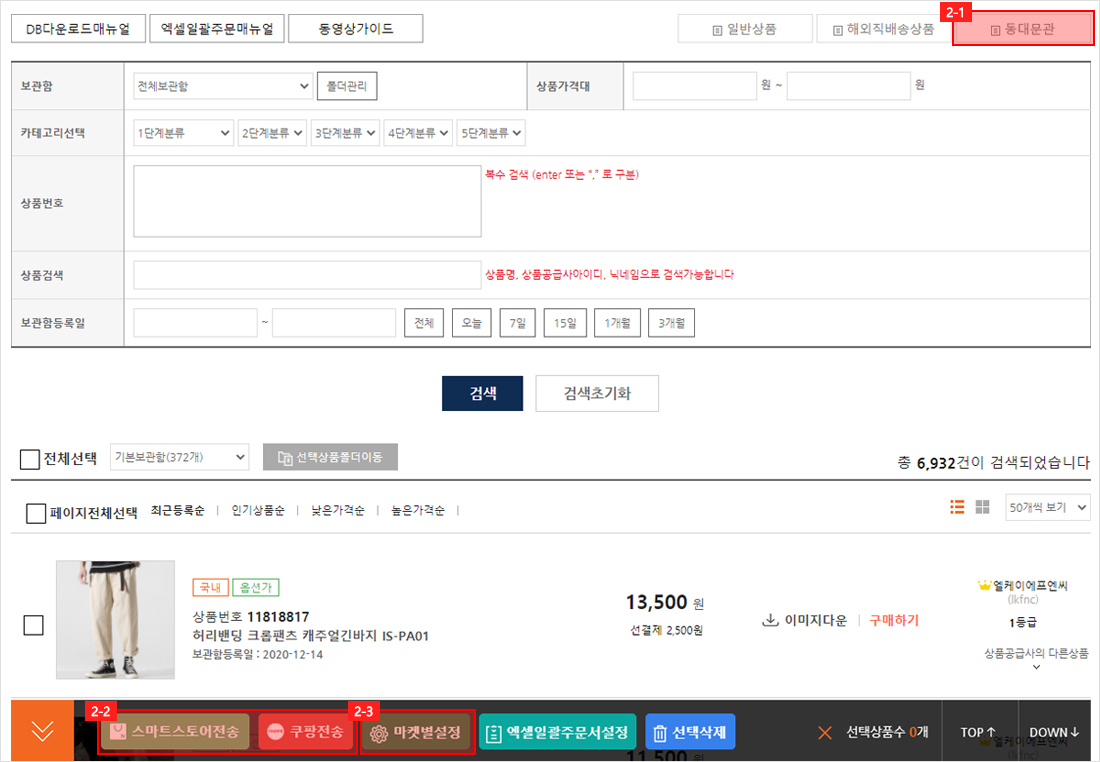 DB다운로드매뉴얼 엑셀일괄주문매뉴얼 동영상가이드 일반상품 해외직배송상품 2-1 동대문관
보관함 전체보관함 폴더관리 상품가격대 원 ~ 원
카테고리선택 1단계분류 2단계분류 3단계분류 4단계분류 5단계분류
상품번호 복수 검색 (enter 또는 "," 로 구분)
상품검색 상품명, 상품공급사아이디, 닉네임으로 검색가능합니다
보관함등록일 ~ 전체 오늘 7일 15일 1개월 3개월
검색 검색초기화
전체선택 기본보관함(372개) 선택상품폴더이동 총 6,932건이 검색되었습니다
페이지전체선택 최근등록순 | 인기상품순 | 낮은가격순 | 높은가격순 | 50개씩 보기
국내 옵션가
상품번호 11818817
허리밴딩 크롭팬츠 캐주얼긴바지 IS-PA01
보관함등록일 : 2020-12-14
13,500 원
선결제 2,500원
이미지다운 | 구매하기
엘케이에프엔씨
(lkfnc)
1등급
상품공급사의 다른상품
2-2 스마트스토어전송 쿠팡전송 2-3 마켓별설정 엑셀일괄주문서설정 선택삭제 선택상품수 0개 TOP↑ DOWN↓
엘케이에프엔씨
(lkfnc)
11,500 원